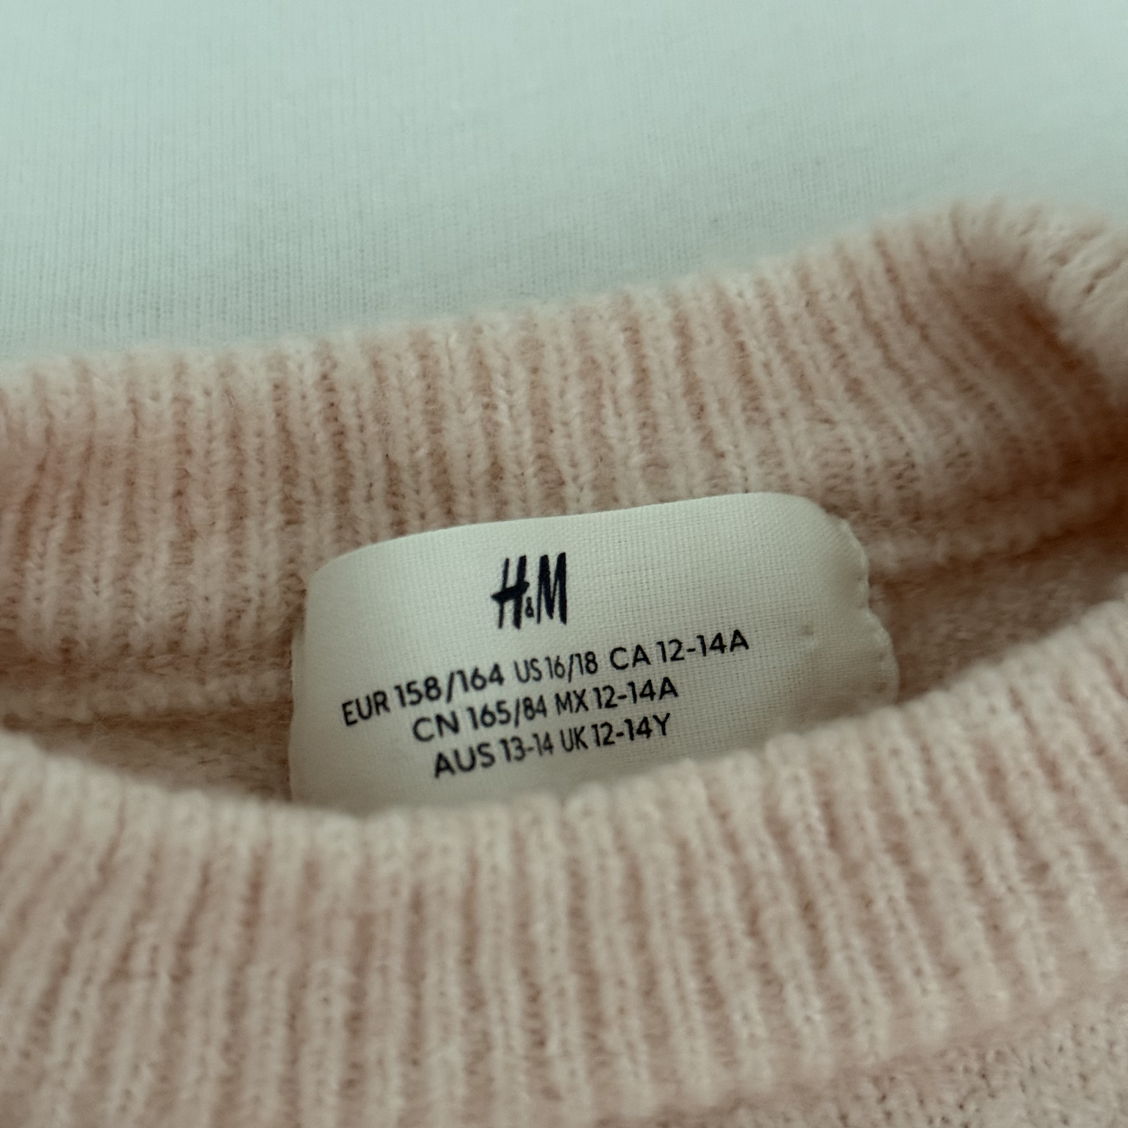 H&M
EUR 158/164 US 16/18 CA 12-14A
CN 165/84 MX 12-14A
AUS 13-14 UK 12-14Y